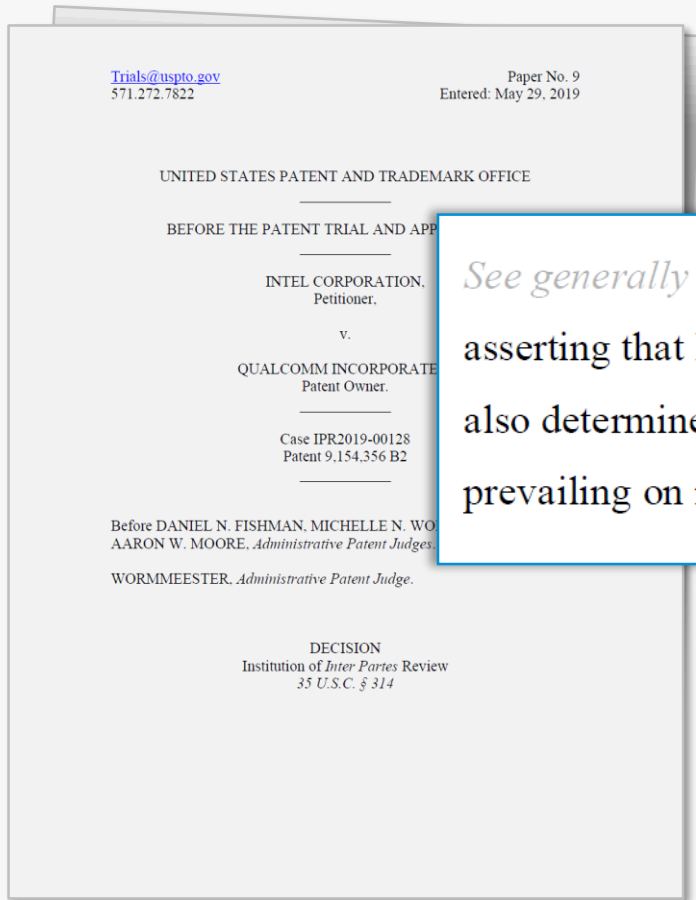 Trials@uspto.gov Paper No. 9
571.272.7822 Entered: May 29, 2019
UNITED STATES PATENT AND TRADEMARK OFFICE
BEFORE THE PATENT TRIAL AND APP
INTEL CORPORATION,
Petitioner,
v.
QUALCOMM INCORPORATE
Patent Owner.
Case IPR2019-00128
Patent 9,154,356 B2
Before DANIEL N. FISHMAN, MICHELLE N. WO
AARON W. MOORE, Administrative Patent Judges.
WORMMEESTER, Administrative Patent Judge.
DECISION
Institution of Inter Partes Review
35 U.S.C. § 314
See generally
asserting that
also determine
prevailing on